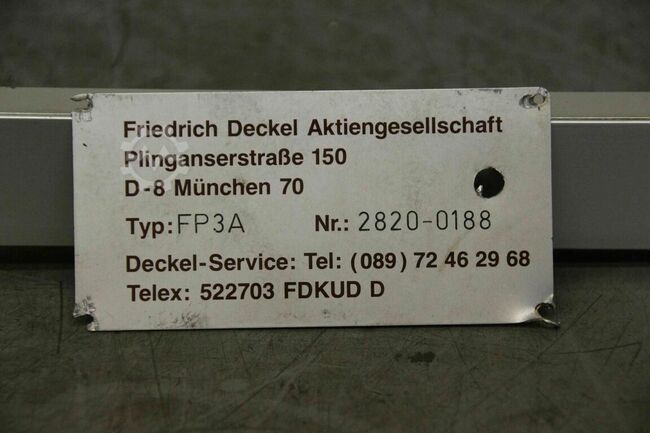 Friedrich Deckel Aktiengesellschaft
Plinganserstraße 150
D-8 München 70
Typ: FP3A Nr.: 2820-0188
Deckel-Service: Tel: (089) 72 46 29 68
Telex: 522703 FDKUD D